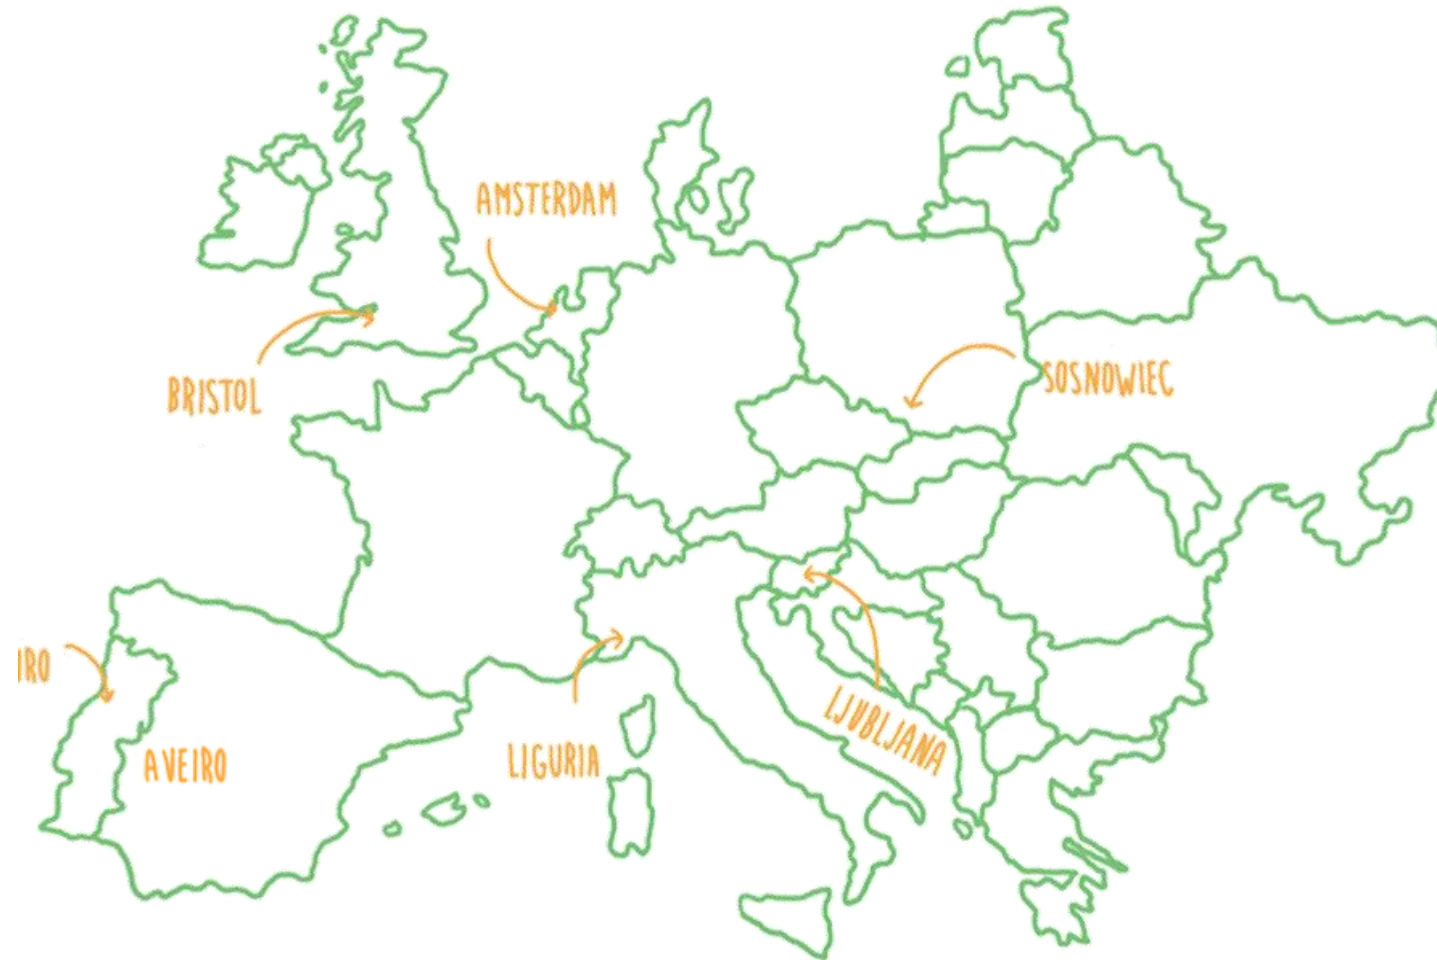 AMSTERDAM
BRISTOL
SOSNOWIEC
IRO
AVEIRO
LIGURIA
LJUBLJANA